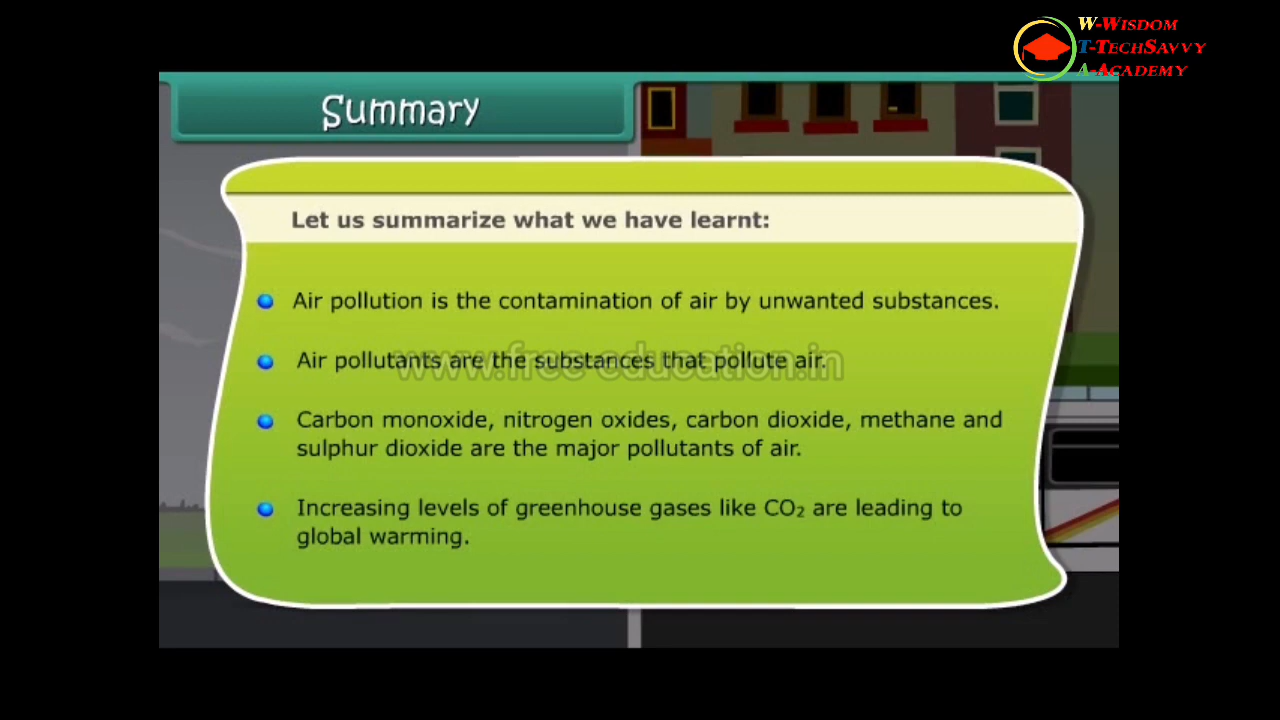 W-Wisdom
T-TechSavvy
A-Academy
Summary
Let us summarize what we have learnt:
Air pollution is the contamination of air by unwanted substances.
Air pollutants are the substances that pollute air.
www.free-education.in
Carbon monoxide, nitrogen oxides, carbon dioxide, methane and
sulphur dioxide are the major pollutants of air.
Increasing levels of greenhouse gases like CO₂ are leading to
global warming.